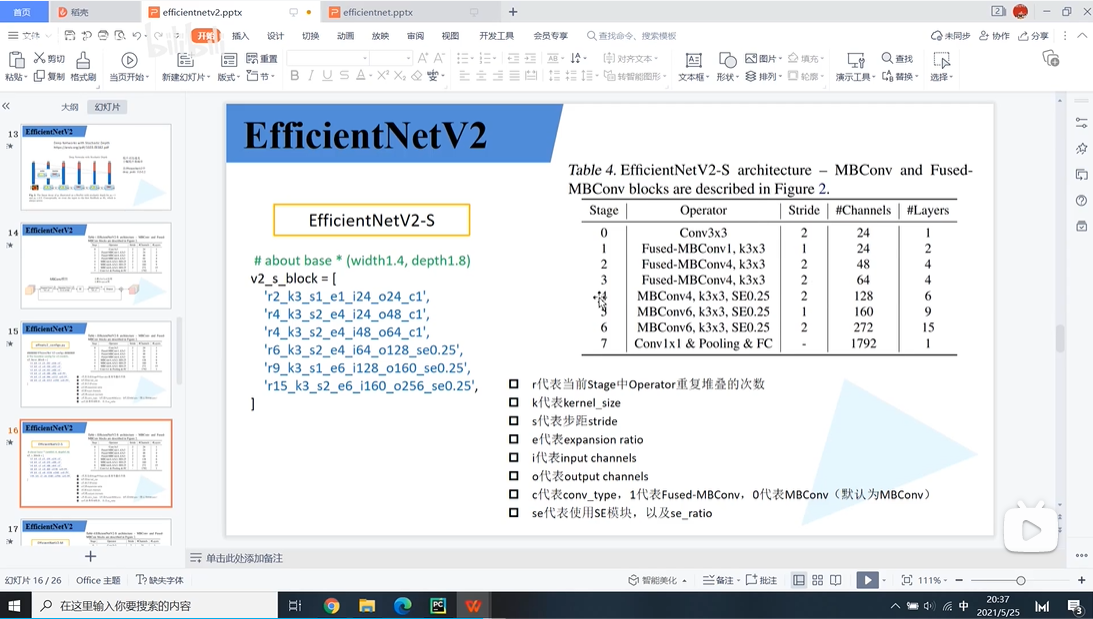 首页
稻壳
efficientnetv2.pptx
efficientnet.pptx
文件
开始
插入
设计
切换
动画
放映
审阅
视图
开发工具
会员专享
查找命令、搜索模板
未同步
协作
分享
粘贴
剪切
复制
格式刷
当页开始
新建幻灯片
版式
节
重置
对齐文本
转智能图形
文本框
形状
图片
排列
填充
轮廓
演示工具
查找
替换
选择
大纲
幻灯片
13
14
15
16
17
EfficientNetV2
EfficientNetV2
EfficientNetV2
EfficientNetV2
EfficientNetV2
EfficientNetV2
EfficientNetV2-S
# about base * (width1.4, depth1.8)
v2_s_block = [
'r2_k3_s1_e1_i24_o24_c1',
'r4_k3_s2_e4_i24_o48_c1',
'r4_k3_s2_e4_i48_o64_c1',
'r6_k3_s2_e4_i64_o128_se0.25',
'r9_k3_s1_e6_i128_o160_se0.25',
'r15_k3_s2_e6_i160_o256_se0.25',
]
Table 4. EfficientNetV2-S architecture – MBConv and Fused-
MBConv blocks are described in Figure 2.
Stage Operator Stride #Channels #Layers
0 Conv3x3 2 24 1
1 Fused-MBConv1, k3x3 1 24 2
2 Fused-MBConv4, k3x3 2 48 4
3 Fused-MBConv4, k3x3 2 64 4
4 MBConv4, k3x3, SE0.25 2 128 6
5 MBConv6, k3x3, SE0.25 1 160 9
6 MBConv6, k3x3, SE0.25 2 272 15
7 Conv1x1 & Pooling & FC - 1792 1
r代表当前Stage中Operator重复堆叠的次数
k代表kernel_size
s代表步距stride
e代表expansion ratio
i代表input channels
o代表output channels
c代表conv_type，1代表Fused-MBConv，0代表MBConv（默认为MBConv）
se代表使用SE模块，以及se_ratio
单击此处添加备注
幻灯片 16 / 26
Office 主题
缺失字体
智能美化
备注
批注
111%
在这里输入你要搜索的内容
中
20:37
2021/5/25
3